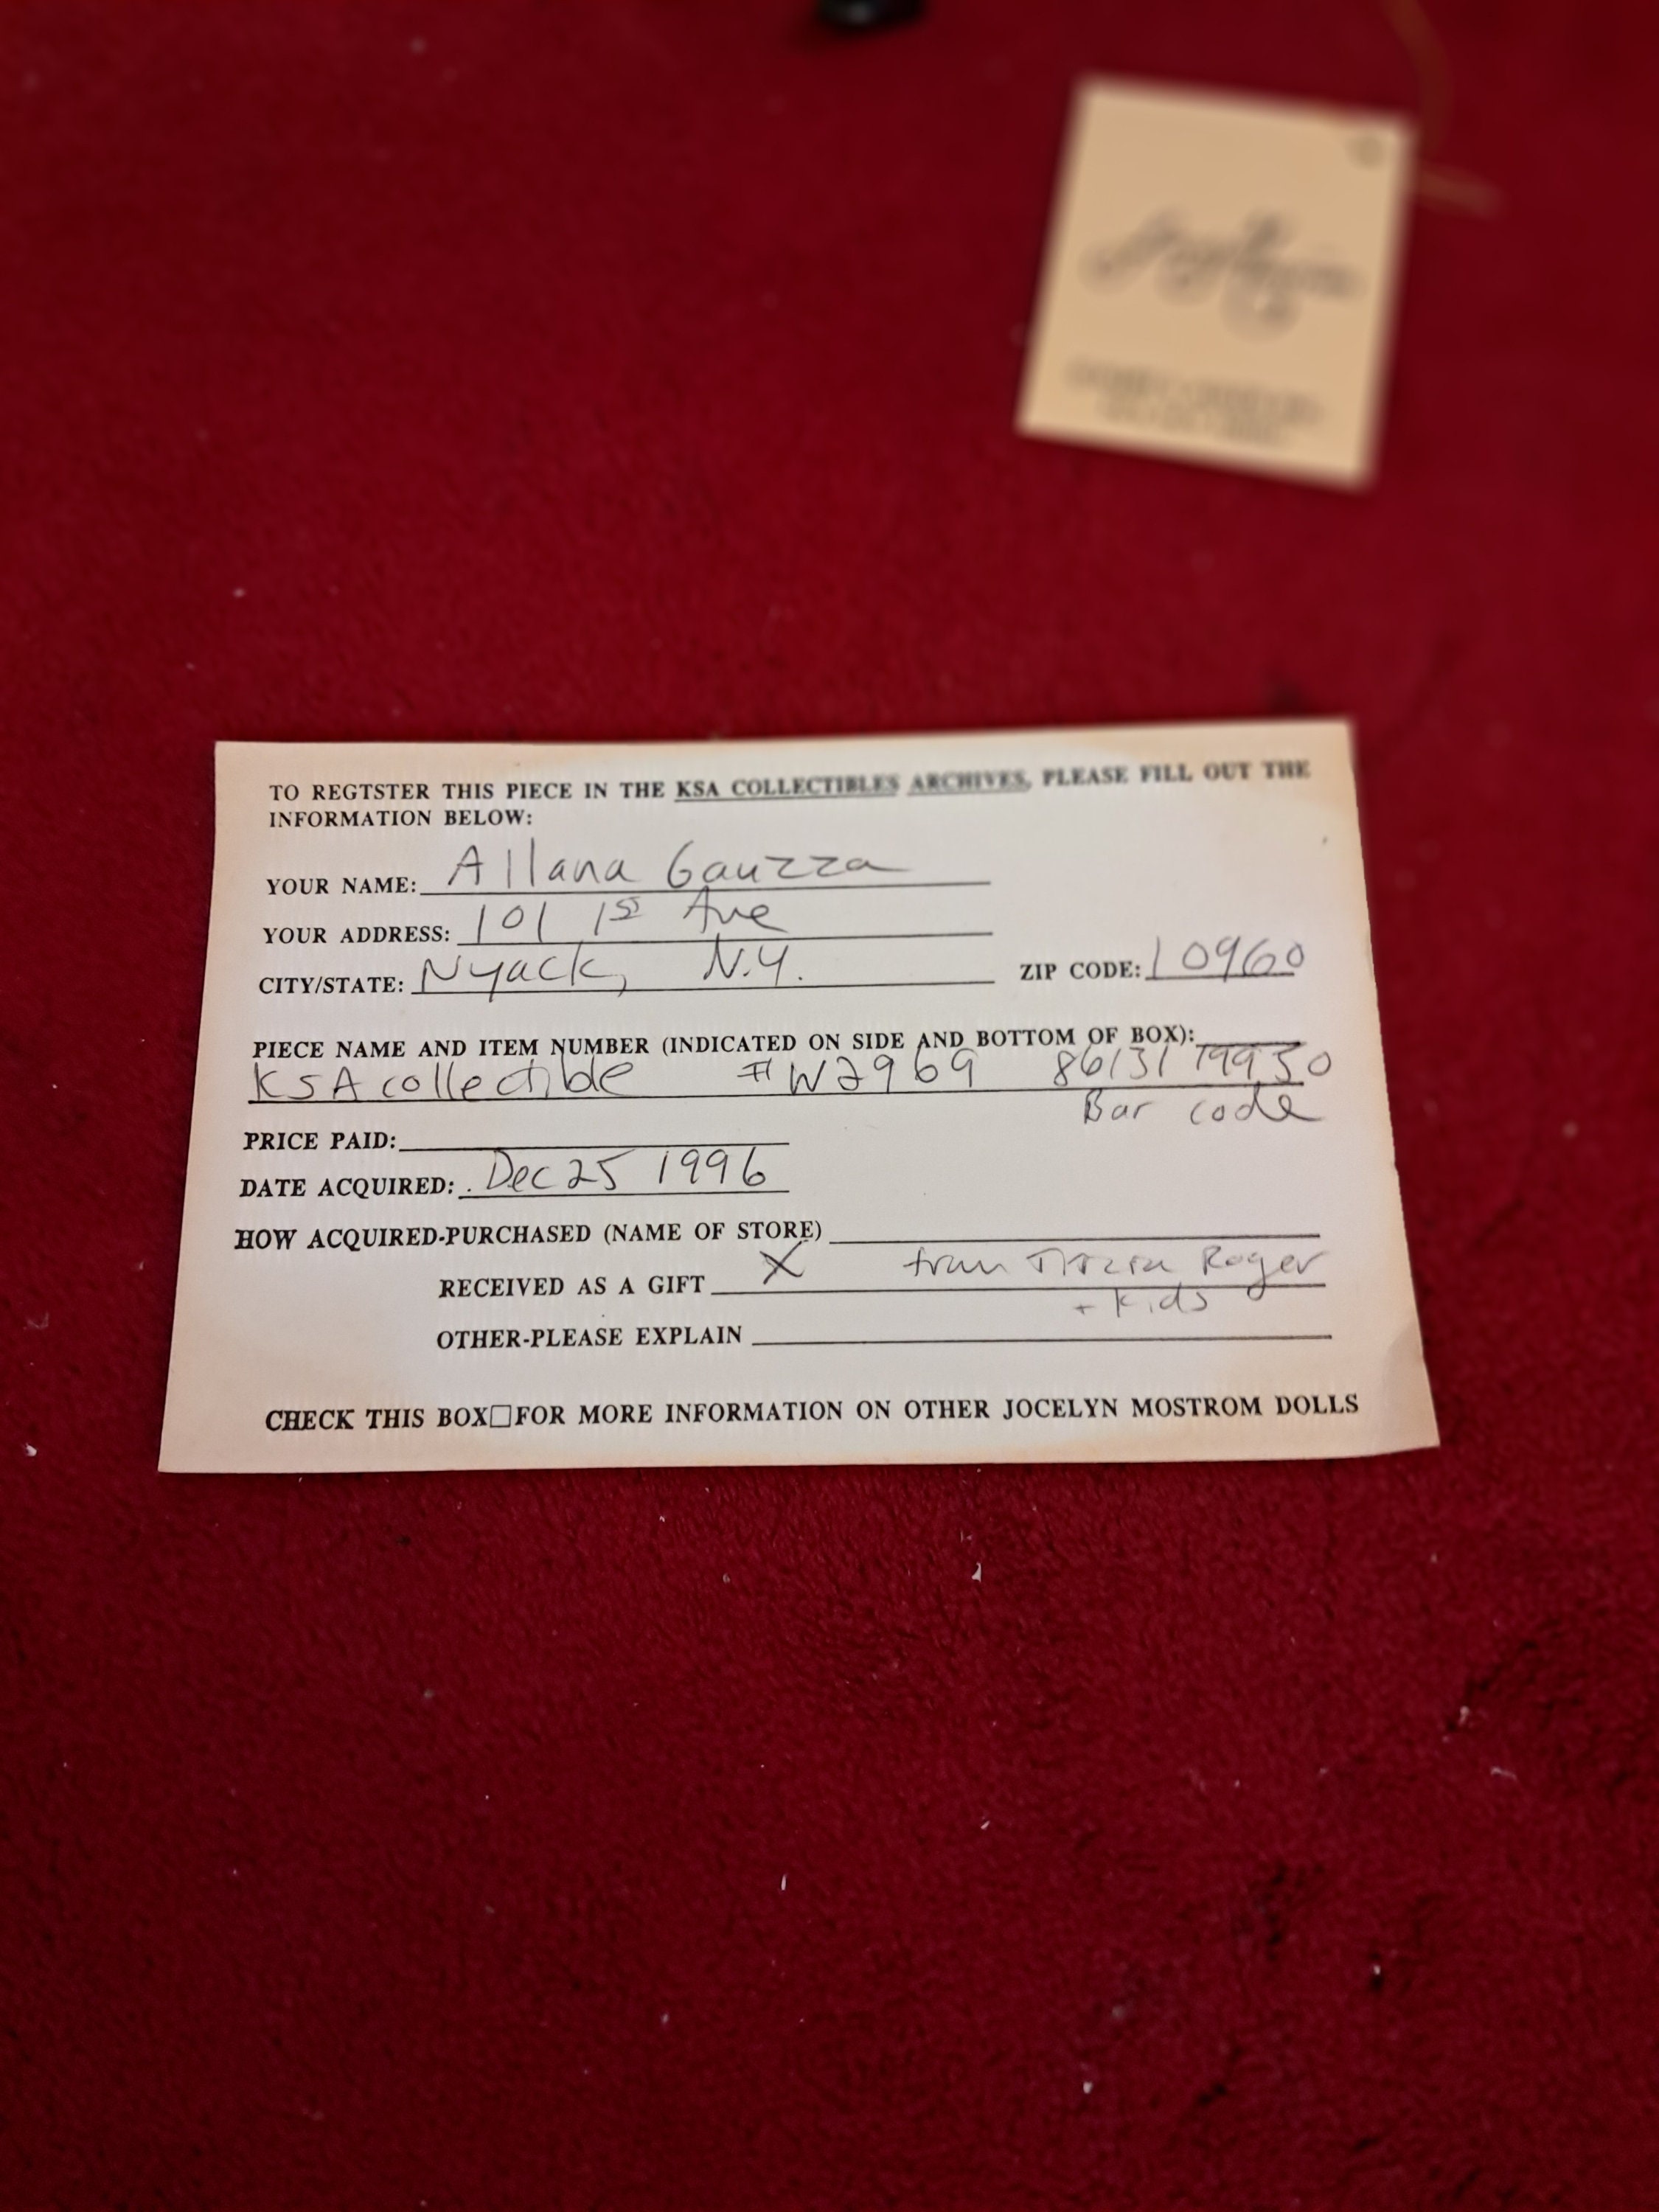 TO REGTSTER THIS PIECE IN THE KSA COLLECTIBLES ARCHIVES, PLEASE FILL OUT THE
INFORMATION BELOW:
YOUR NAME: Allana Gauzza
YOUR ADDRESS: 101 1st Ave
CITY/STATE: Nyack, N.Y. ZIP CODE: 10960
PIECE NAME AND ITEM NUMBER (INDICATED ON SIDE AND BOTTOM OF BOX):
KSA collectible #W2969
Bar code
PRICE PAID:
DATE ACQUIRED: Dec 25 1996
HOW ACQUIRED-PURCHASED (NAME OF STORE)
RECEIVED AS A GIFT X Roger
+ Kids
OTHER-PLEASE EXPLAIN
CHECK THIS BOX FOR MORE INFORMATION ON OTHER JOCELYN MOSTROM DOLLS